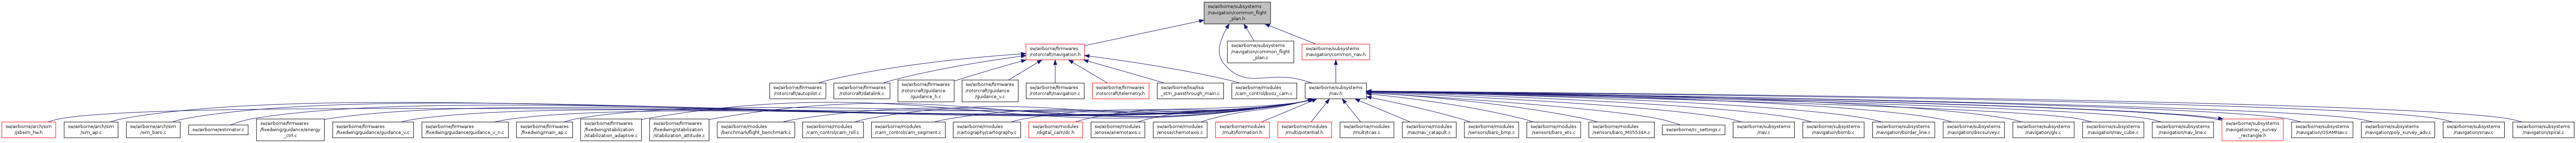 sw/airborne/subsystems
/navigation/common_flight
_plan.h
sw/airborne/firmwares
/rotorcraft/navigation.h
sw/airborne/subsystems
/navigation/common_flight
_plan.c
sw/airborne/subsystems
/navigation/common_nav.h
sw/airborne/firmwares
/rotorcraft/autopilot.c
sw/airborne/firmwares
/rotorcraft/datalink.c
sw/airborne/firmwares
/rotorcraft/guidance
/guidance_h.c
sw/airborne/firmwares
/rotorcraft/guidance
/guidance_v.c
sw/airborne/firmwares
/rotorcraft/navigation.c
sw/airborne/firmwares
/rotorcraft/telemetry.h
sw/airborne/lisa/lisa
_stm_passthrough_main.c
sw/airborne/modules
/cam_control/booz_cam.c
sw/airborne/subsystems
/nav.h
sw/airborne/arch/sim
/jsbsim_hw.h
sw/airborne/arch/sim
/sim_ap.c
sw/airborne/arch/sim
/sim_baro.c
sw/airborne/estimator.c
sw/airborne/firmwares
/fixedwing/guidance/energy
_ctrl.c
sw/airborne/firmwares
/fixedwing/guidance/guidance_v.c
sw/airborne/firmwares
/fixedwing/guidance/guidance_v_n.c
sw/airborne/firmwares
/fixedwing/main_ap.c
sw/airborne/firmwares
/fixedwing/stabilization
/stabilization_adaptive.c
sw/airborne/firmwares
/fixedwing/stabilization
/stabilization_attitude.c
sw/airborne/modules
/benchmark/flight_benchmark.c
sw/airborne/modules
/cam_control/cam_roll.c
sw/airborne/modules
/cam_control/cam_segment.c
sw/airborne/modules
/cartography/cartography.c
sw/airborne/modules
/digital_cam/dc.h
sw/airborne/modules
/enose/anemotaxis.c
sw/airborne/modules
/enose/chemotaxis.c
sw/airborne/modules
/multi/formation.h
sw/airborne/modules
/multi/potential.h
sw/airborne/modules
/multi/tcas.c
sw/airborne/modules
/nav/nav_catapult.c
sw/airborne/modules
/sensors/baro_bmp.c
sw/airborne/modules
/sensors/baro_ets.c
sw/airborne/modules
/sensors/baro_MS5534A.c
sw/airborne/rc_settings.c
sw/airborne/subsystems
/nav.c
sw/airborne/subsystems
/navigation/bomb.c
sw/airborne/subsystems
/navigation/border_line.c
sw/airborne/subsystems
/navigation/discsurvey.c
sw/airborne/subsystems
/navigation/gls.c
sw/airborne/subsystems
/navigation/nav_cube.c
sw/airborne/subsystems
/navigation/nav_line.c
sw/airborne/subsystems
/navigation/nav_survey
_rectangle.h
sw/airborne/subsystems
/navigation/OSAMNav.c
sw/airborne/subsystems
/navigation/poly_survey_adv.c
sw/airborne/subsystems
/navigation/snav.c
sw/airborne/subsystems
/navigation/spiral.c